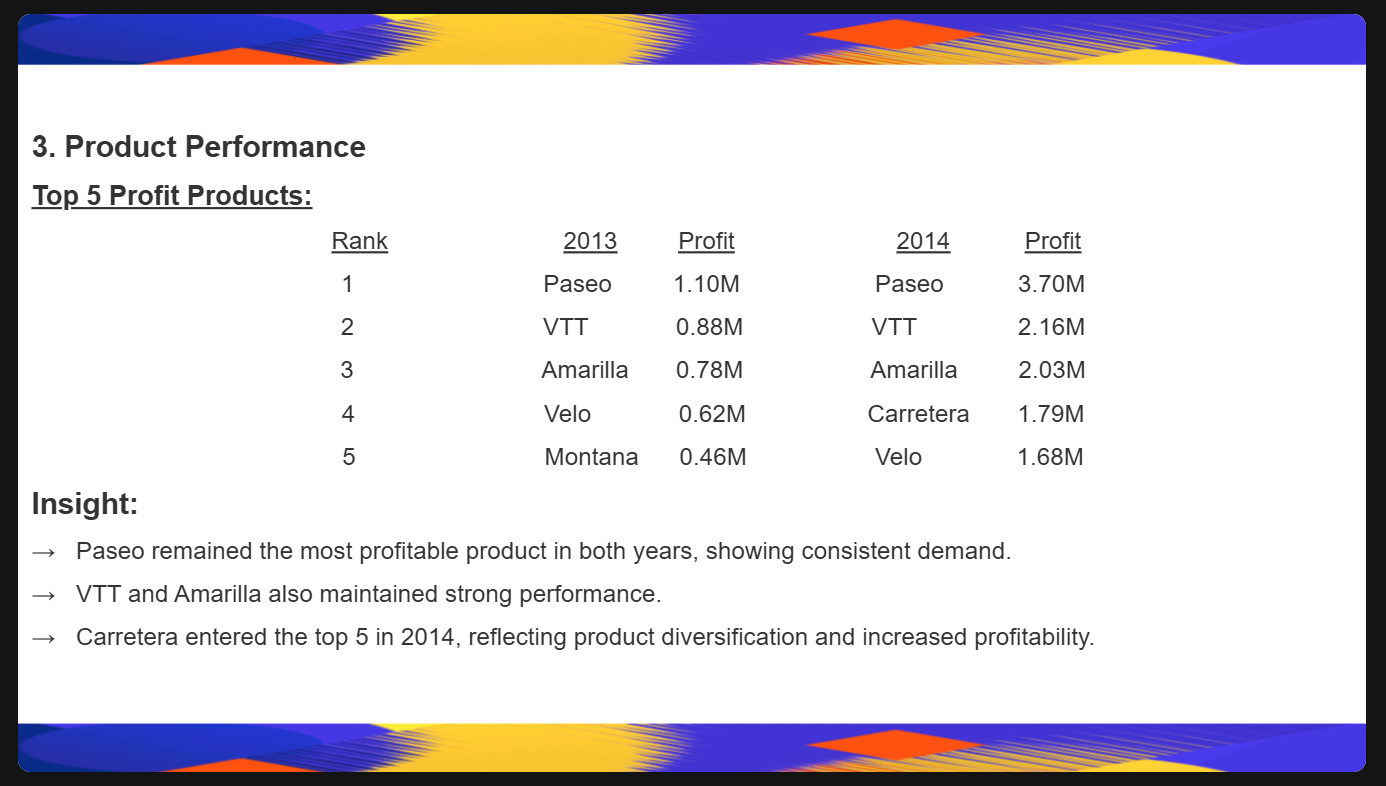 3. Product Performance
Top 5 Profit Products:
Rank 2013 Profit 2014 Profit
1 Paseo 1.10M Paseo 3.70M
2 VTT 0.88M VTT 2.16M
3 Amarilla 0.78M Amarilla 2.03M
4 Velo 0.62M Carretera 1.79M
5 Montana 0.46M Velo 1.68M
Insight:
→ Paseo remained the most profitable product in both years, showing consistent demand.
→ VTT and Amarilla also maintained strong performance.
→ Carretera entered the top 5 in 2014, reflecting product diversification and increased profitability.